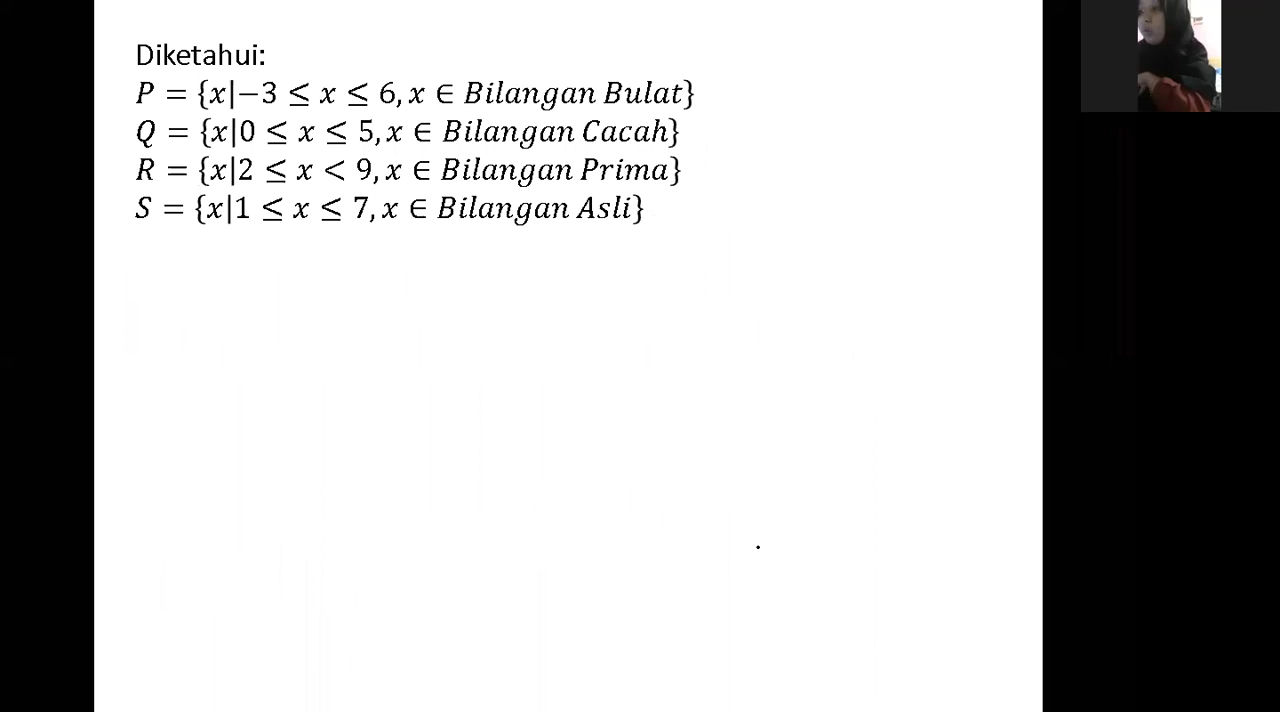 Diketahui:
P = {x|−3 ≤ x ≤ 6, x ∈ Bilangan Bulat}
Q = {x|0 ≤ x ≤ 5, x ∈ Bilangan Cacah}
R = {x|2 ≤ x < 9, x ∈ Bilangan Prima}
S = {x|1 ≤ x ≤ 7, x ∈ Bilangan Asli}